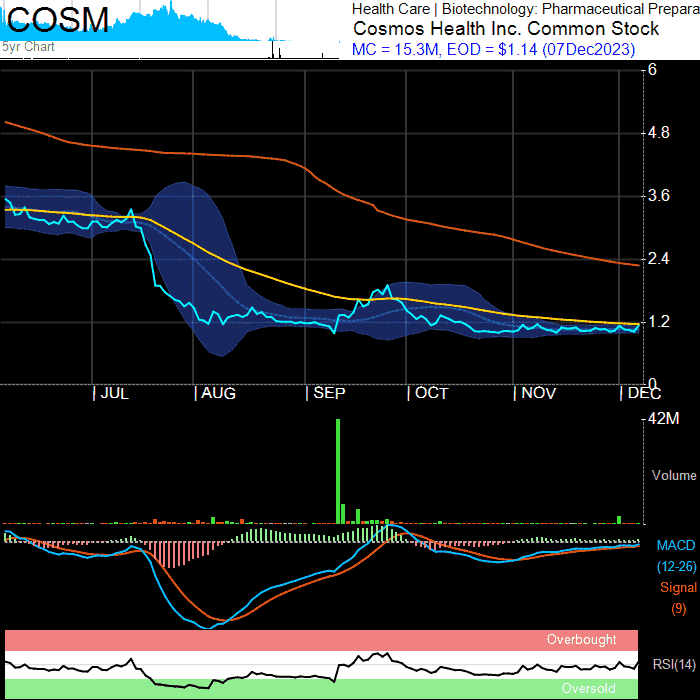 COSM
5yr Chart
Health Care | Biotechnology: Pharmaceutical Prepara
Cosmos Health Inc. Common Stock
MC = 15.3M, EOD = $1.14 (07Dec2023)
6
4.8
3.6
2.4
1.2
0
| JUL | AUG | SEP | OCT | NOV | DEC
42M
Volume
MACD
(12-26)
Signal
(9)
Overbought
RSI(14)
Oversold